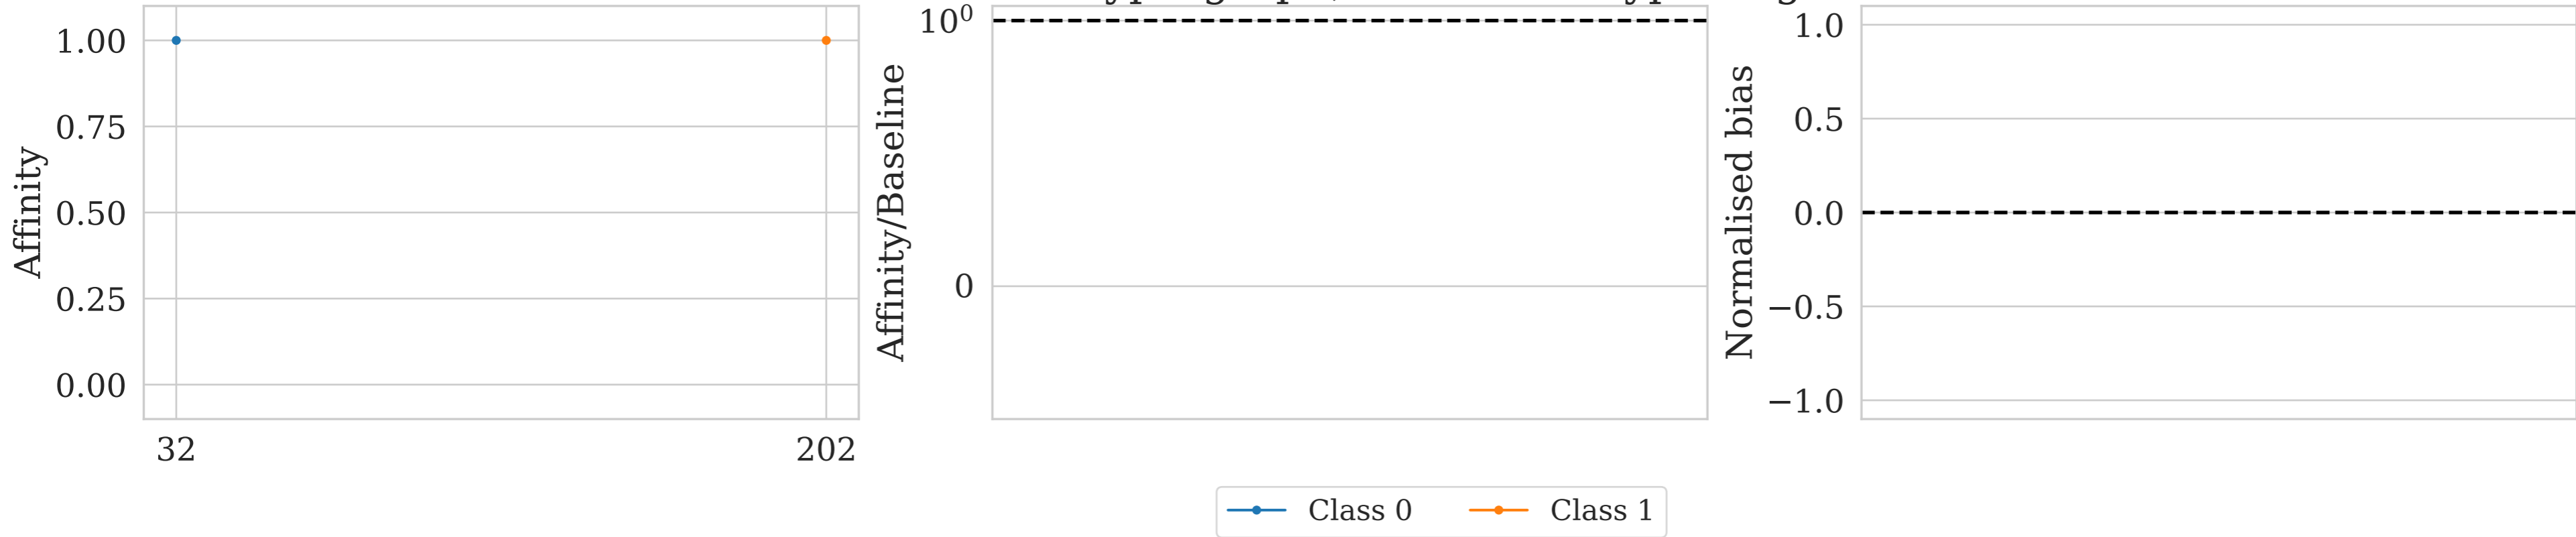 Affinity
1.00
0.75
0.50
0.25
0.00
32
202
Affinity/Baseline
10⁰
0
Normalised bias
1.0
0.5
0.0
−0.5
−1.0
Class 0
Class 1